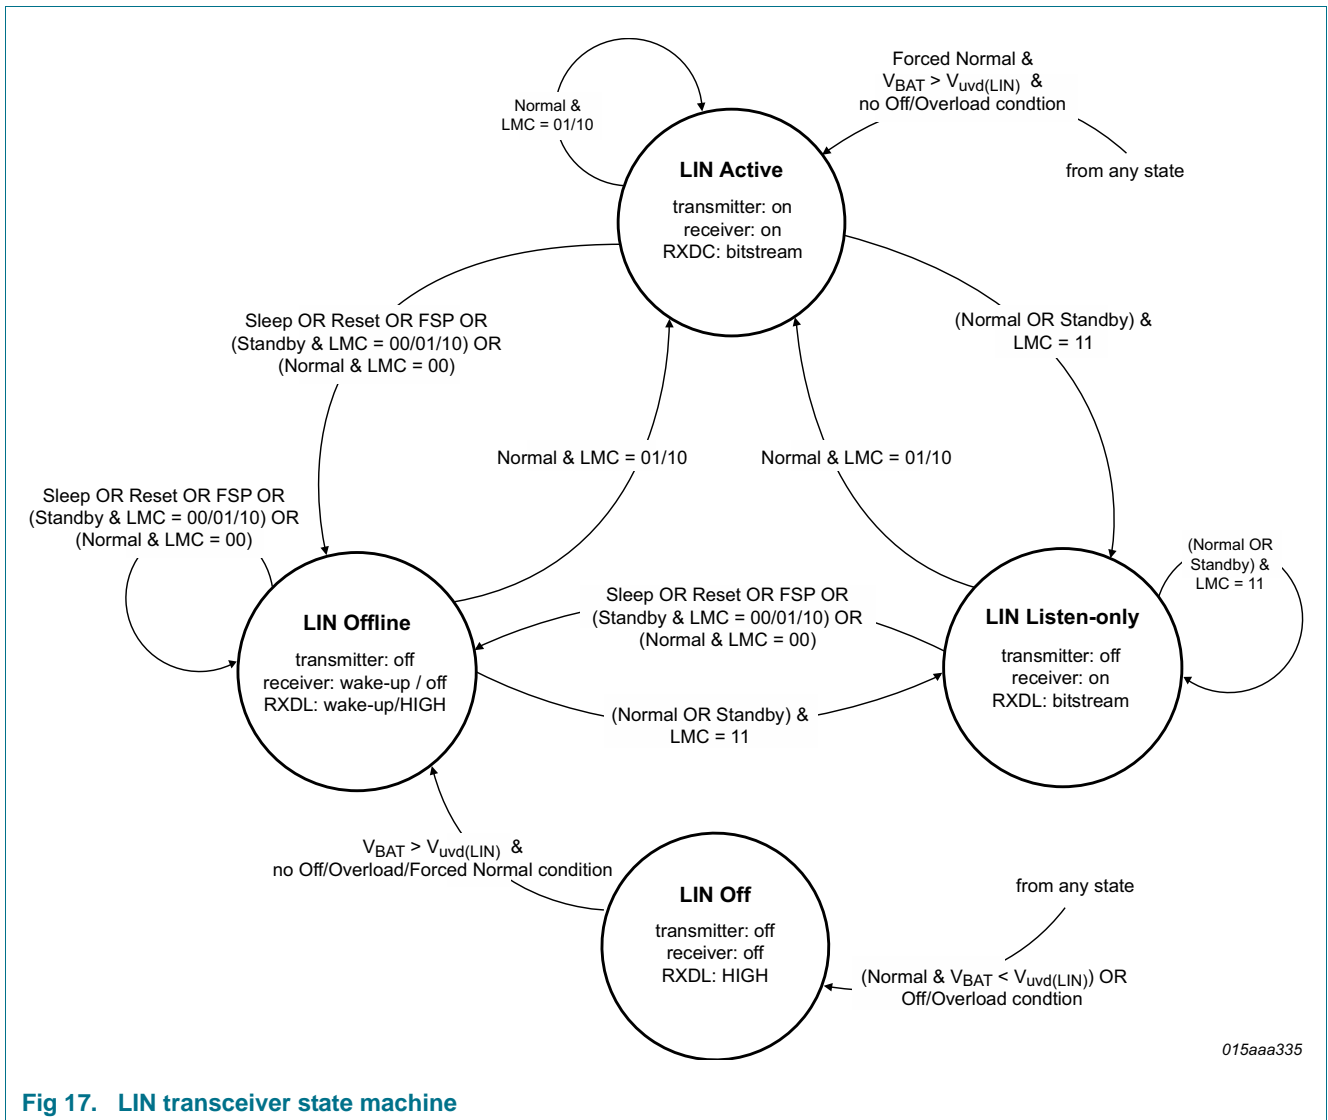 Forced Normal &
VBAT > Vuvd(LIN) &
no Off/Overload condtion
from any state
Normal &
LMC = 01/10
LIN Active
transmitter: on
receiver: on
RXDC: bitstream
Sleep OR Reset OR FSP OR
(Standby & LMC = 00/01/10) OR
(Normal & LMC = 00)
(Normal OR Standby) &
LMC = 11
Normal & LMC = 01/10
Normal & LMC = 01/10
Sleep OR Reset OR FSP OR
(Standby & LMC = 00/01/10) OR
(Normal & LMC = 00)
(Normal OR
Standby) &
LMC = 11
LIN Offline
transmitter: off
receiver: wake-up / off
RXDL: wake-up/HIGH
Sleep OR Reset OR FSP OR
(Standby & LMC = 00/01/10) OR
(Normal & LMC = 00)
LIN Listen-only
transmitter: off
receiver: on
RXDL: bitstream
(Normal OR Standby) &
LMC = 11
VBAT > Vuvd(LIN) &
no Off/Overload/Forced Normal condition
LIN Off
transmitter: off
receiver: off
RXDL: HIGH
from any state
(Normal & VBAT < Vuvd(LIN)) OR
Off/Overload condtion
015aaa335
Fig 17. LIN transceiver state machine